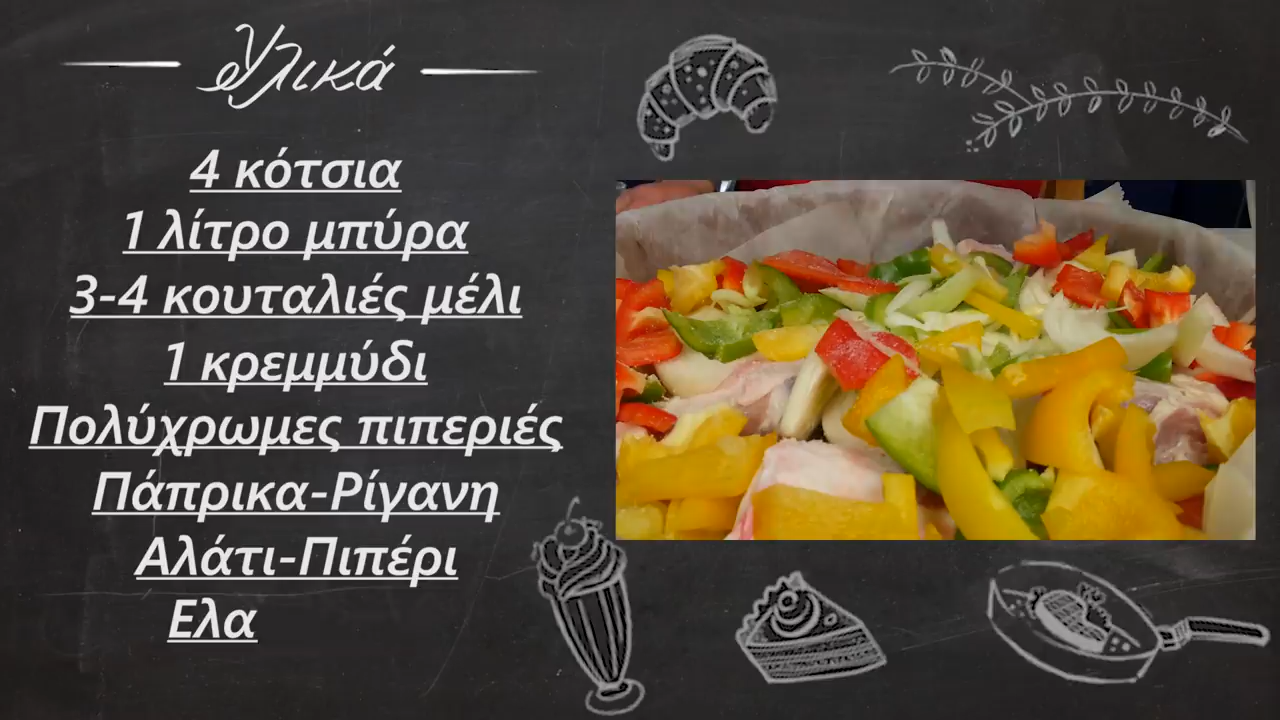 Υλικά
4 κότσια
1 λίτρο μπύρα
3-4 κουταλιές μέλι
1 κρεμμύδι
Πολύχρωμες πιπεριές
Πάπρικα-Ρίγανη
Αλάτι-Πιπέρι
Ελα